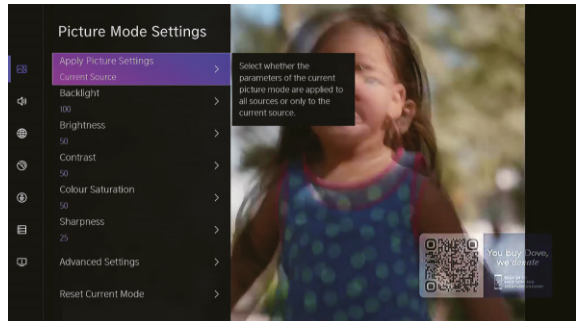 Picture Mode Settings
Apply Picture Settings
Current Source
Backlight
100
Brightness
50
Contrast
50
Colour Saturation
50
Sharpness
25
Advanced Settings
Reset Current Mode
Select whether the
parameters of the current
picture mode are applied to
all sources or only to the
current source.
You buy Dove,
we donate